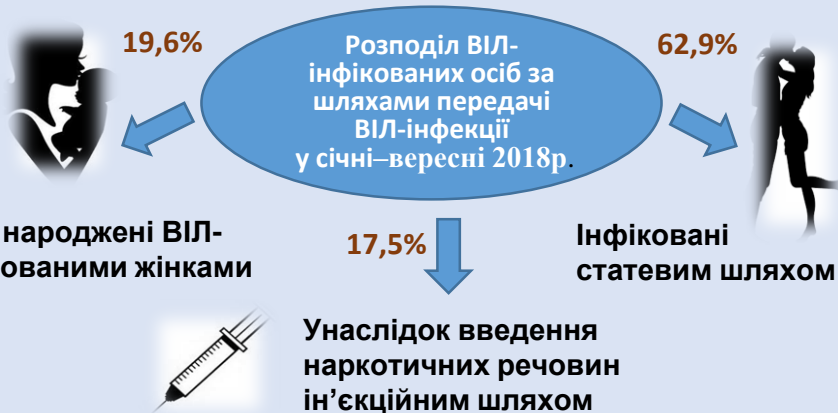 19,6%
Розподіл ВІЛ-
інфікованих осіб за
шляхами передачі
ВІЛ-інфекції
у січні–вересні 2018р.
62,9%
народжені ВІЛ-
ованими жінками
17,5%
Інфіковані
статевим шляхом
Унаслідок введення
наркотичних речовин
ін’єкційним шляхом